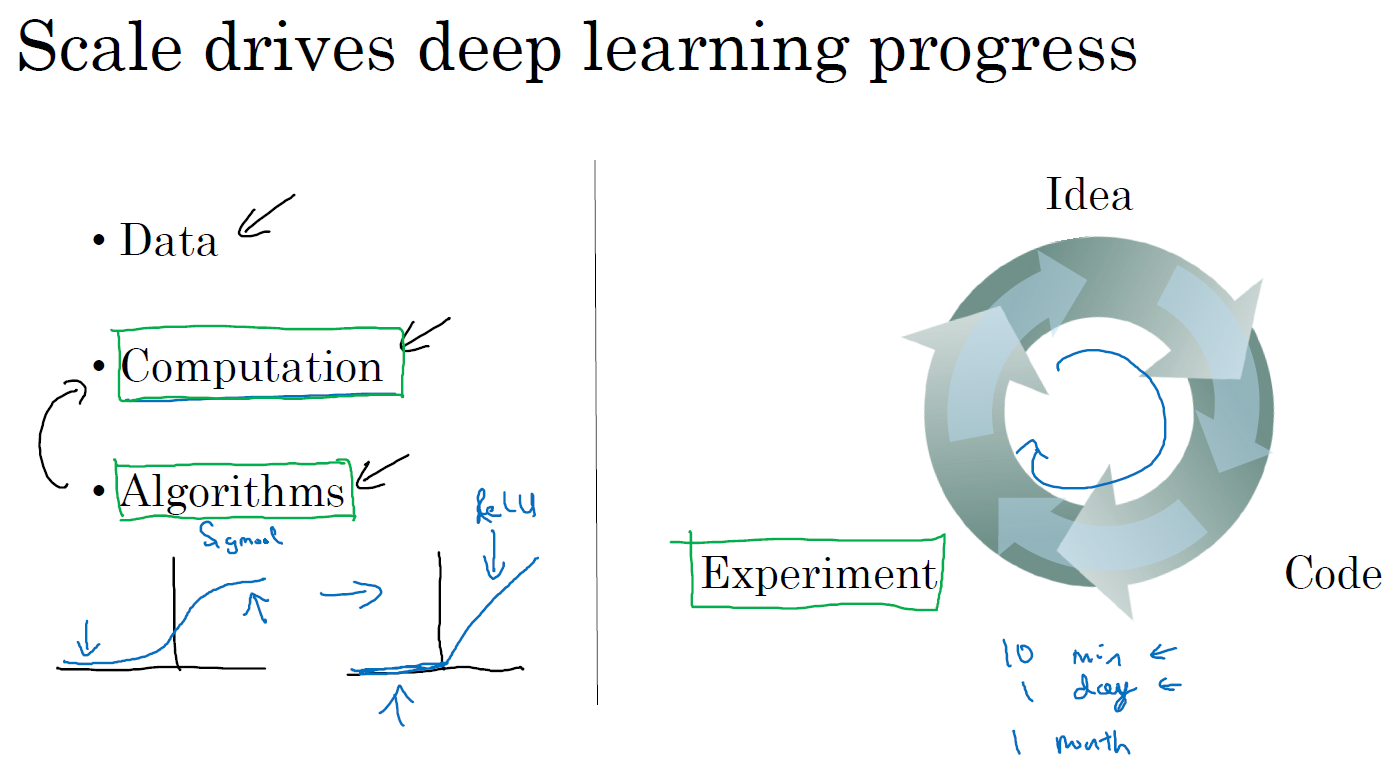 Scale drives deep learning progress
• Data
• Computation
• Algorithms
Sigmoid
ReLU
Idea
Experiment
Code
10 min
1 day
1 month